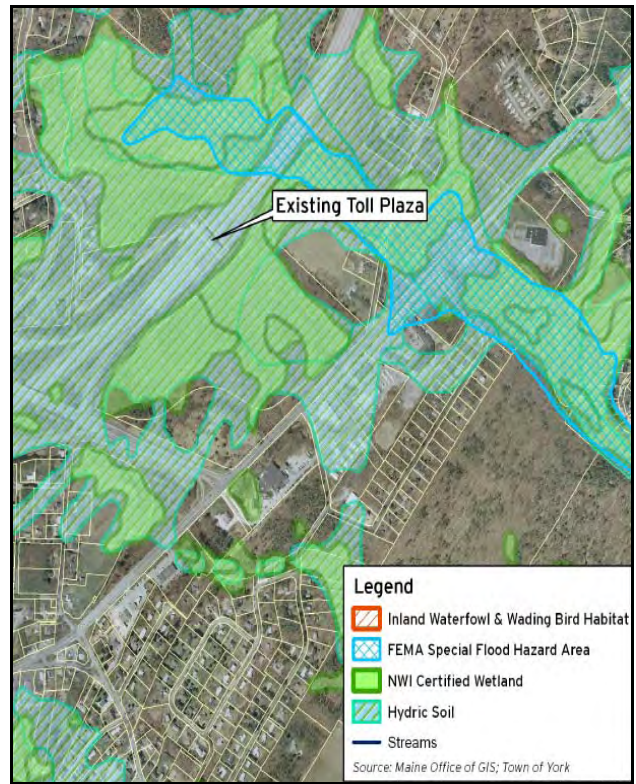 Existing Toll Plaza
Legend
Inland Waterfowl & Wading Bird Habitat
FEMA Special Flood Hazard Area
NWI Certified Wetland
Hydric Soil
Streams
Source: Maine Office of GIS; Town of York